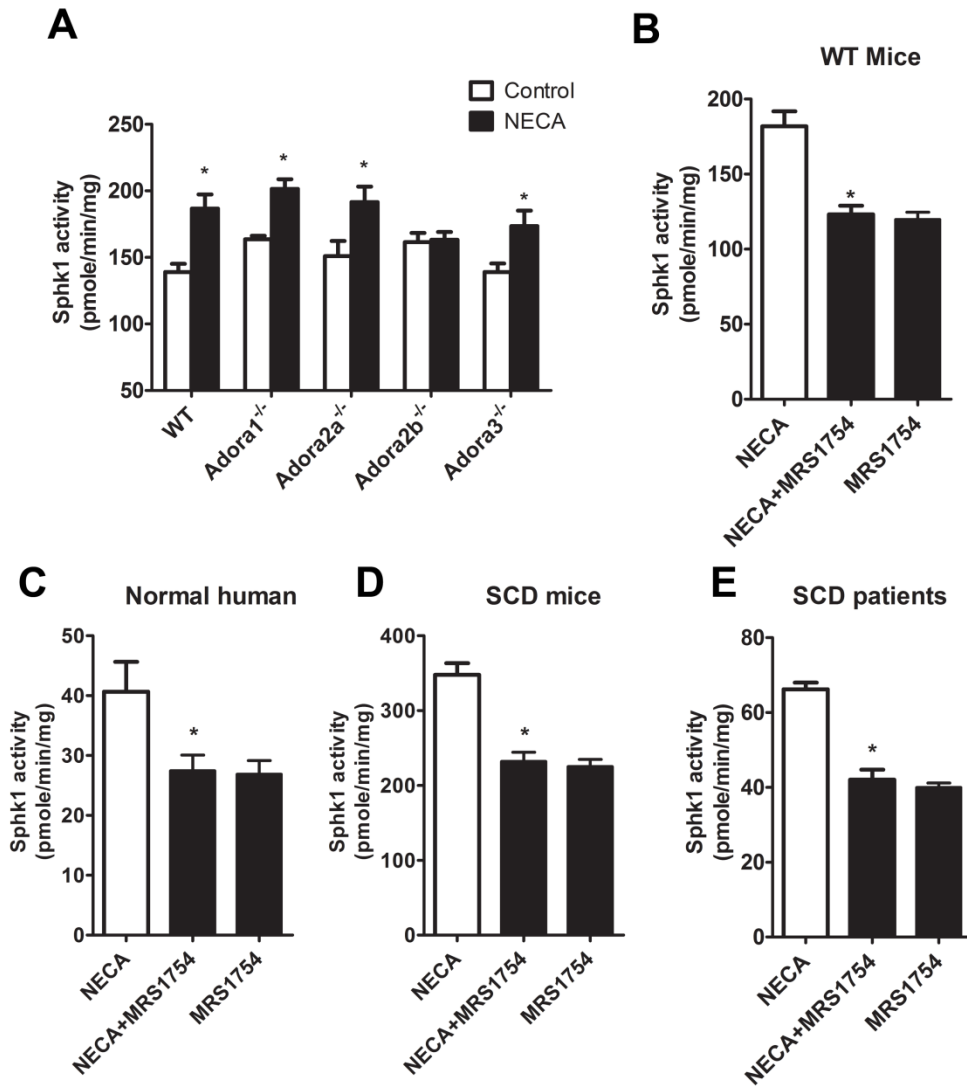 A
Control
NECA
Sphk1 activity
(pmole/min/mg)
250
200
150
100
50
*
*
*
*
WT
Adora1-/-
Adora2a-/-
Adora2b-/-
Adora3-/-
B
WT Mice
Sphk1 activity
(pmole/min/mg)
200
150
100
50
0
*
NECA
NECA+MRS1754
MRS1754
C
Normal human
Sphk1 activity
(pmole/min/mg)
50
40
30
20
10
0
*
NECA
NECA+MRS1754
MRS1754
D
SCD mice
Sphk1 activity
(pmole/min/mg)
400
300
200
100
0
*
NECA
NECA+MRS1754
MRS1754
E
SCD patients
Sphk1 activity
(pmole/min/mg)
80
60
40
20
0
*
NECA
NECA+MRS1754
MRS1754